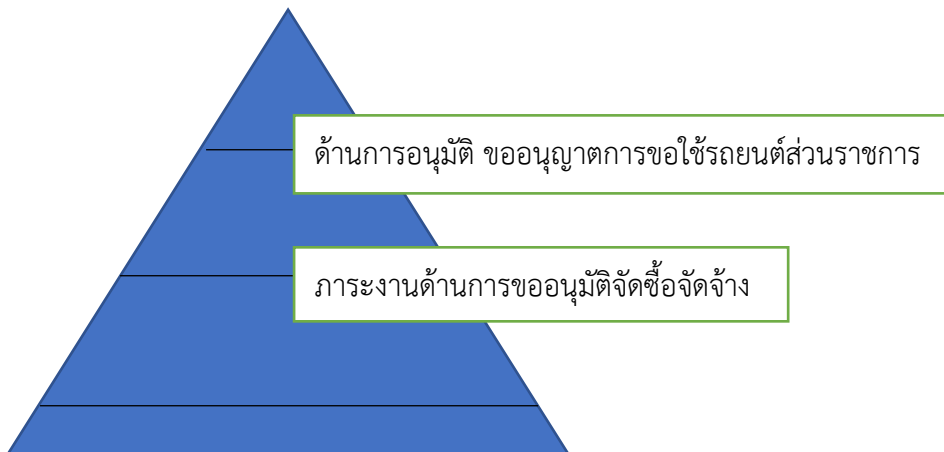 ด้านการอนุมัติ ขออนุญาตการขอใช้รถยนต์ส่วนราชการ
ภาระงานด้านการขออนุมัติจัดซื้อจัดจ้าง